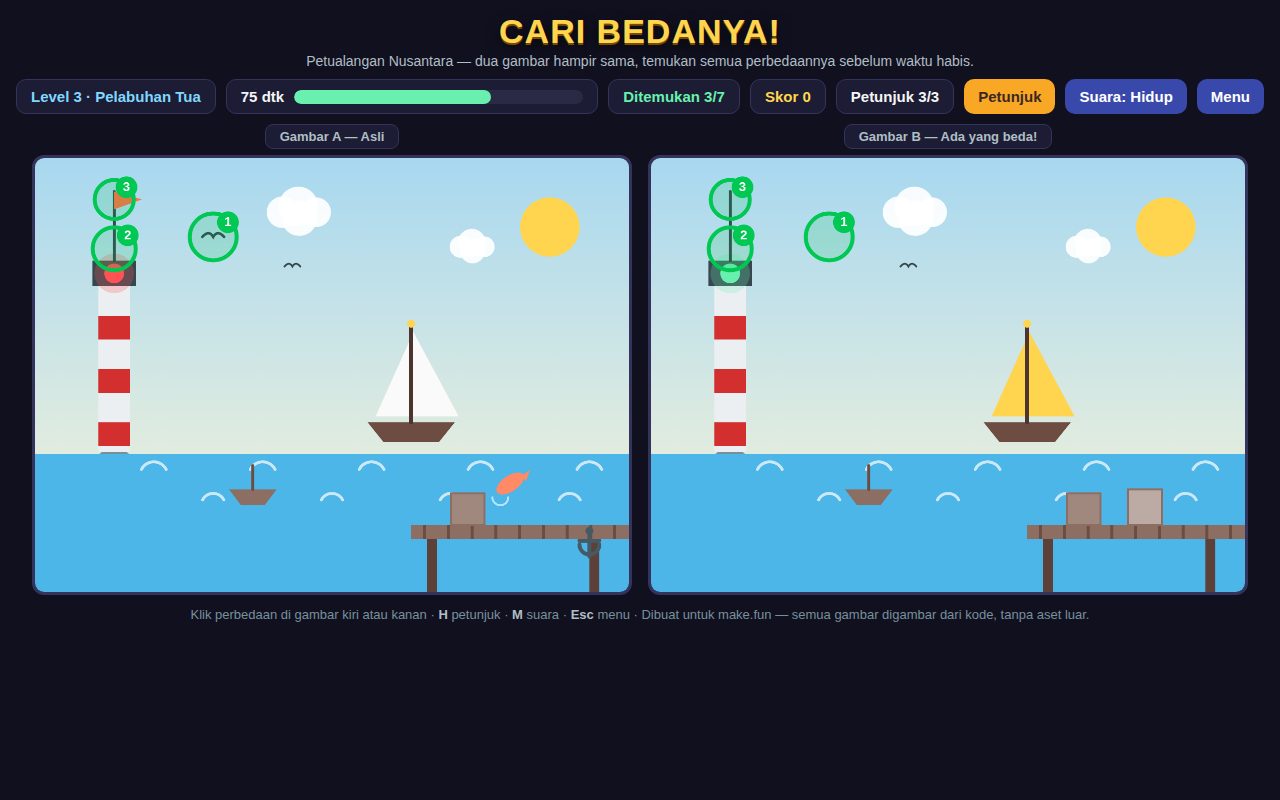 CARI BEDANYA!
Petualangan Nusantara — dua gambar hampir sama, temukan semua perbedaannya sebelum waktu habis.
Level 3 · Pelabuhan Tua
75 dtk
Ditemukan 3/7
Skor 0
Petunjuk 3/3
Petunjuk
Suara: Hidup
Menu
Gambar A — Asli
Gambar B — Ada yang beda!
3
2
1
3
2
1
Klik perbedaan di gambar kiri atau kanan · H petunjuk · M suara · Esc menu · Dibuat untuk make.fun — semua gambar digambar dari kode, tanpa aset luar.